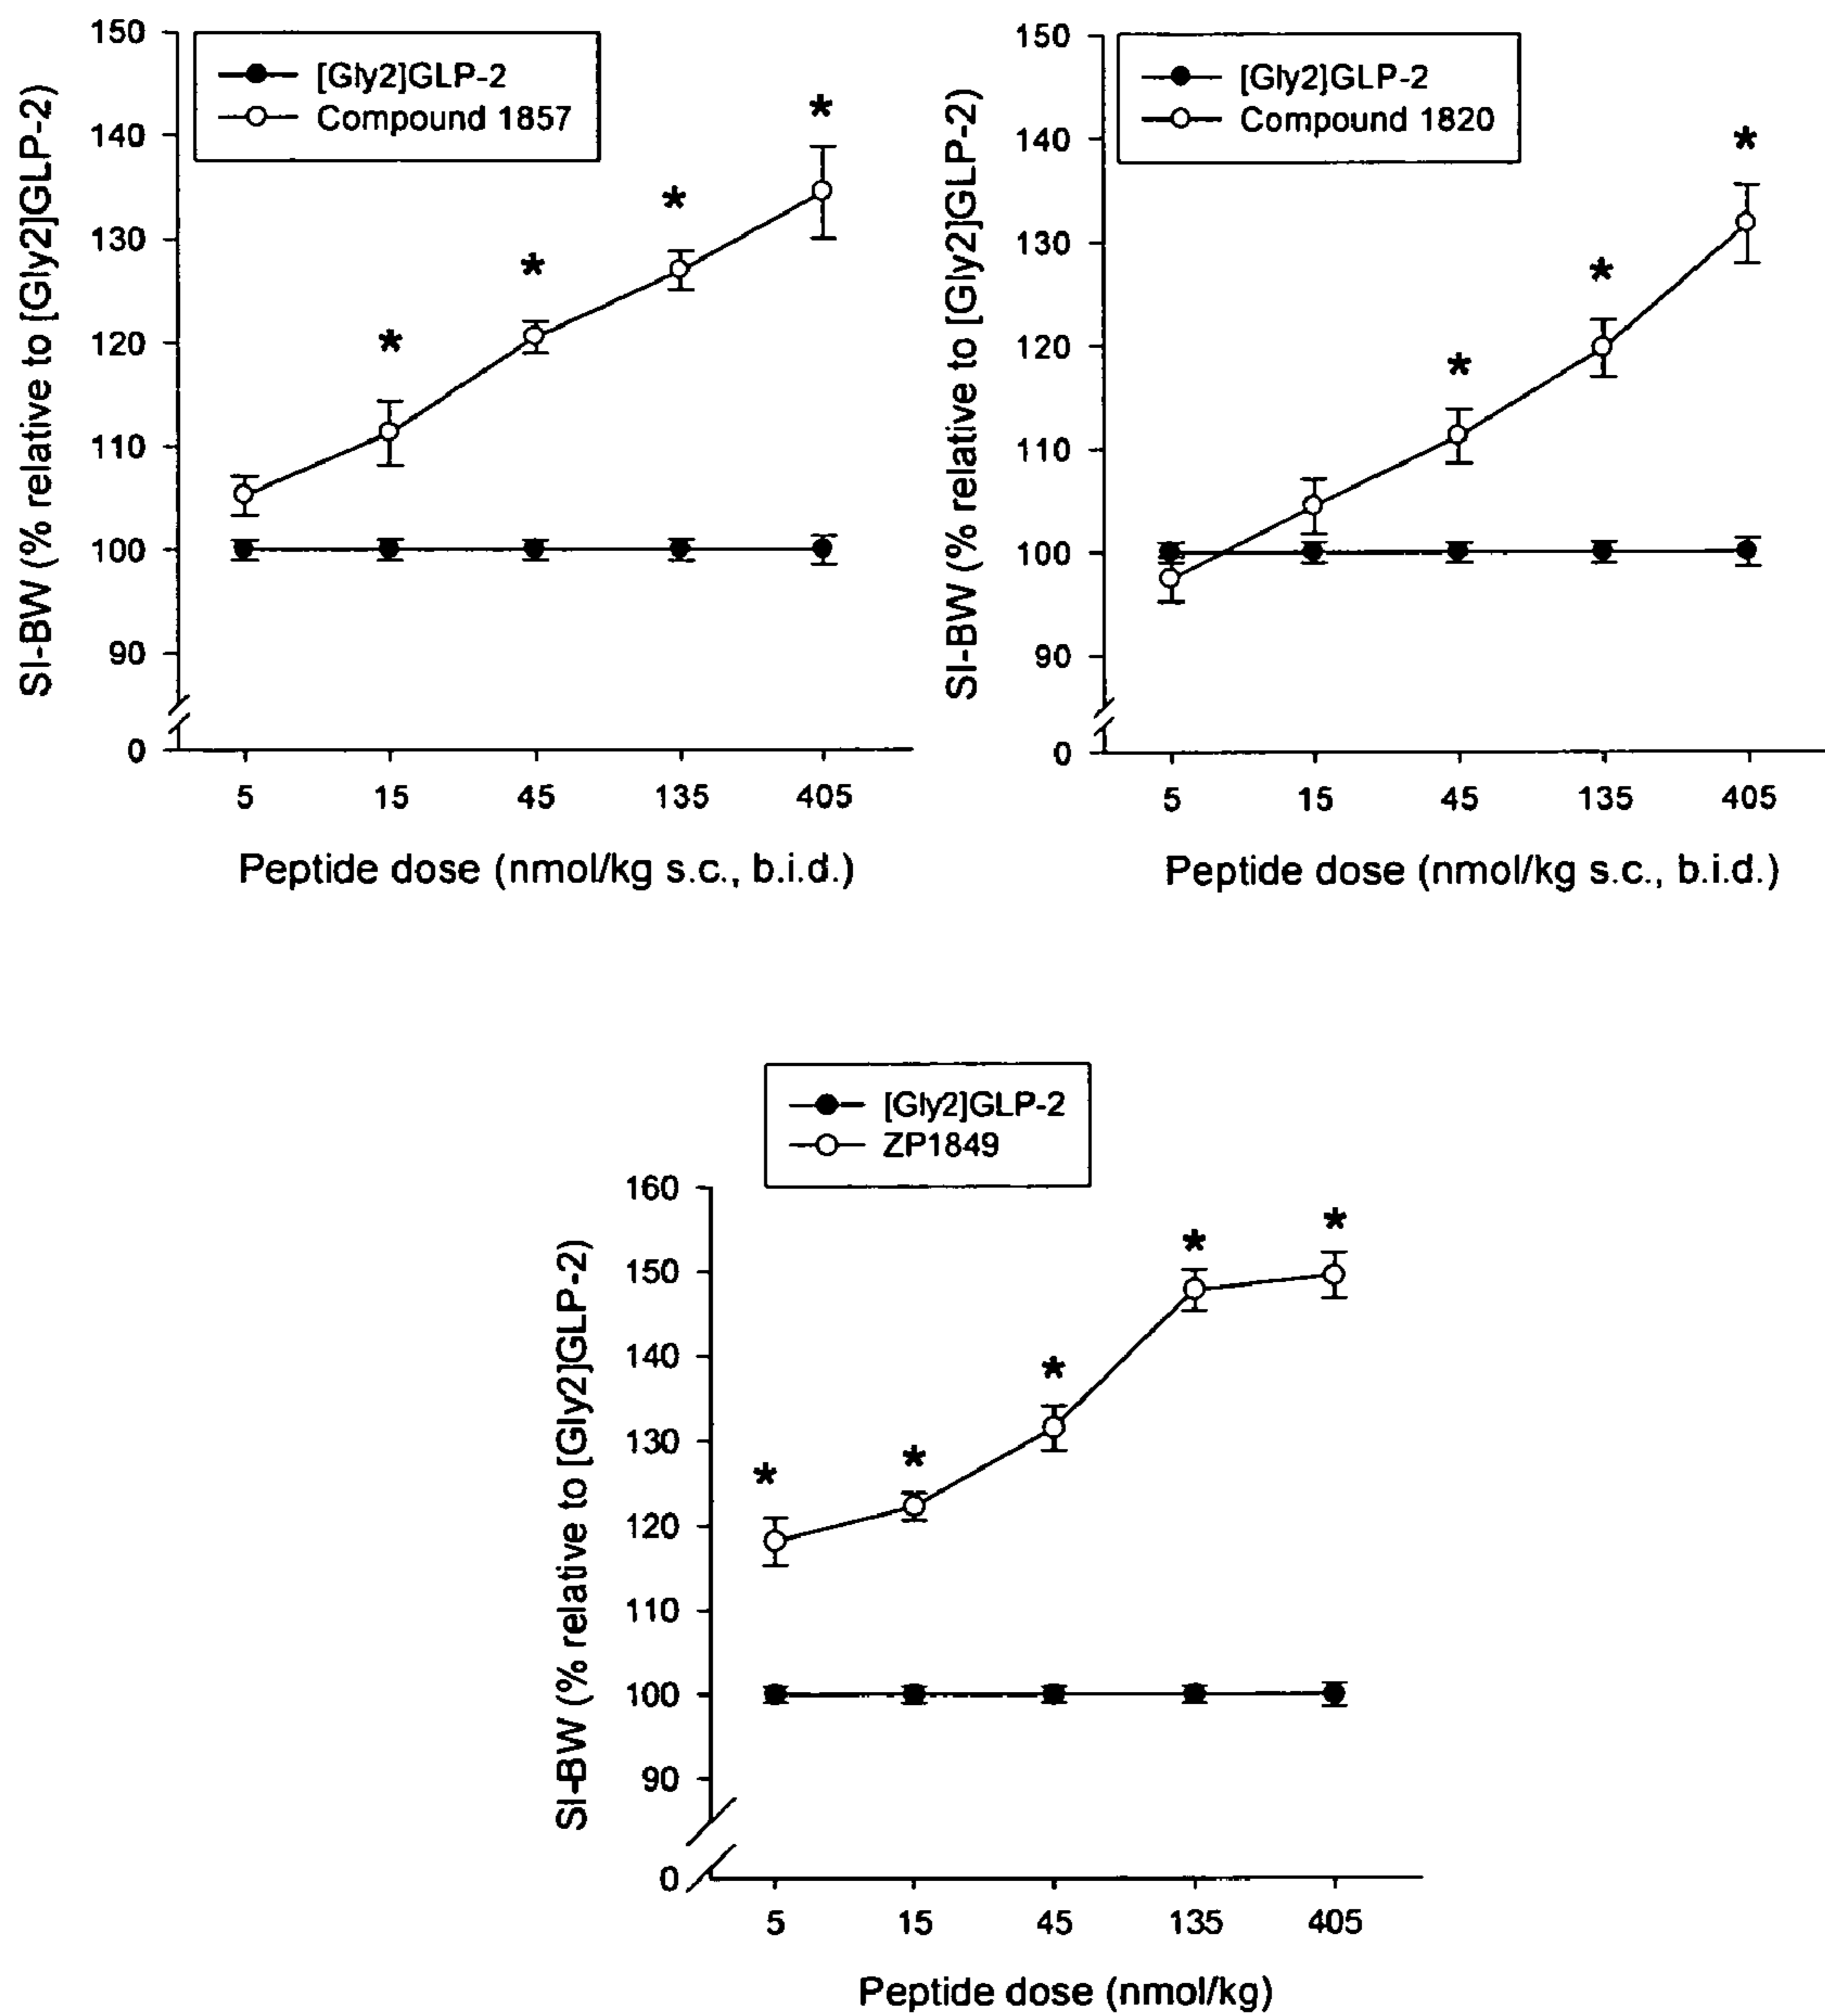 [Gly2]GLP-2
Compound 1857
SI-BW (% relative to [Gly2]GLP-2)
150
140
130
120
110
100
90
0
*
*
*
*
5 15 45 135 405
Peptide dose (nmol/kg s.c., b.i.d.)
[Gly2]GLP-2
Compound 1820
SI-BW (% relative to [Gly2]GLP-2)
150
140
130
120
110
100
90
0
*
*
*
5 15 45 135 405
Peptide dose (nmol/kg s.c., b.i.d.)
[Gly2]GLP-2
ZP1849
SI-BW (% relative to [Gly2]GLP-2)
160
150
140
130
120
110
100
90
0
*
*
*
*
*
5 15 45 135 405
Peptide dose (nmol/kg)